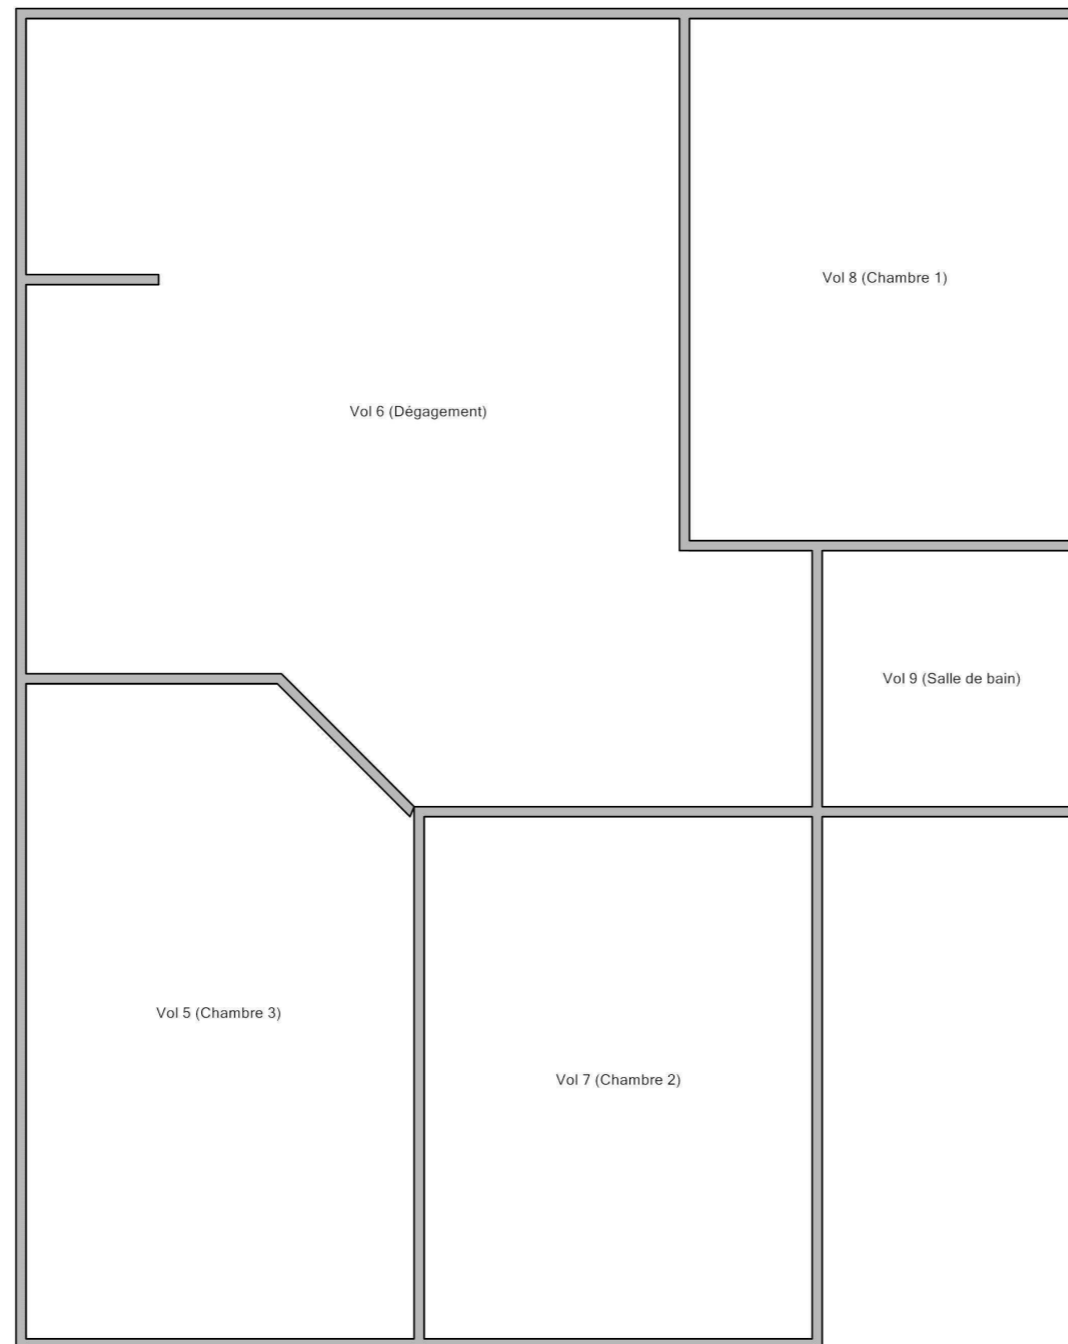 Vol 8 (Chambre 1)
Vol 6 (Dégagement)
Vol 9 (Salle de bain)
Vol 5 (Chambre 3)
Vol 7 (Chambre 2)